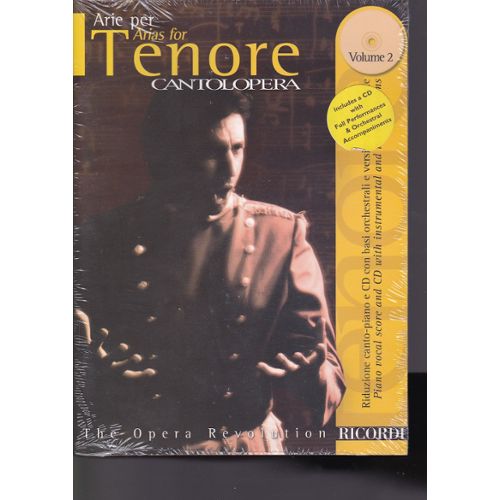 Arie per
Arias for
Tenore
CANTOLOPERA
Volume 2
Includes a CD
with
Full Performances
& Orchestral
Accompaniments
Riduzione canto-piano e CD con basi orchestrali e versi
Piano vocal score and CD with instrumental and
The Opera Revolution
RICORDI